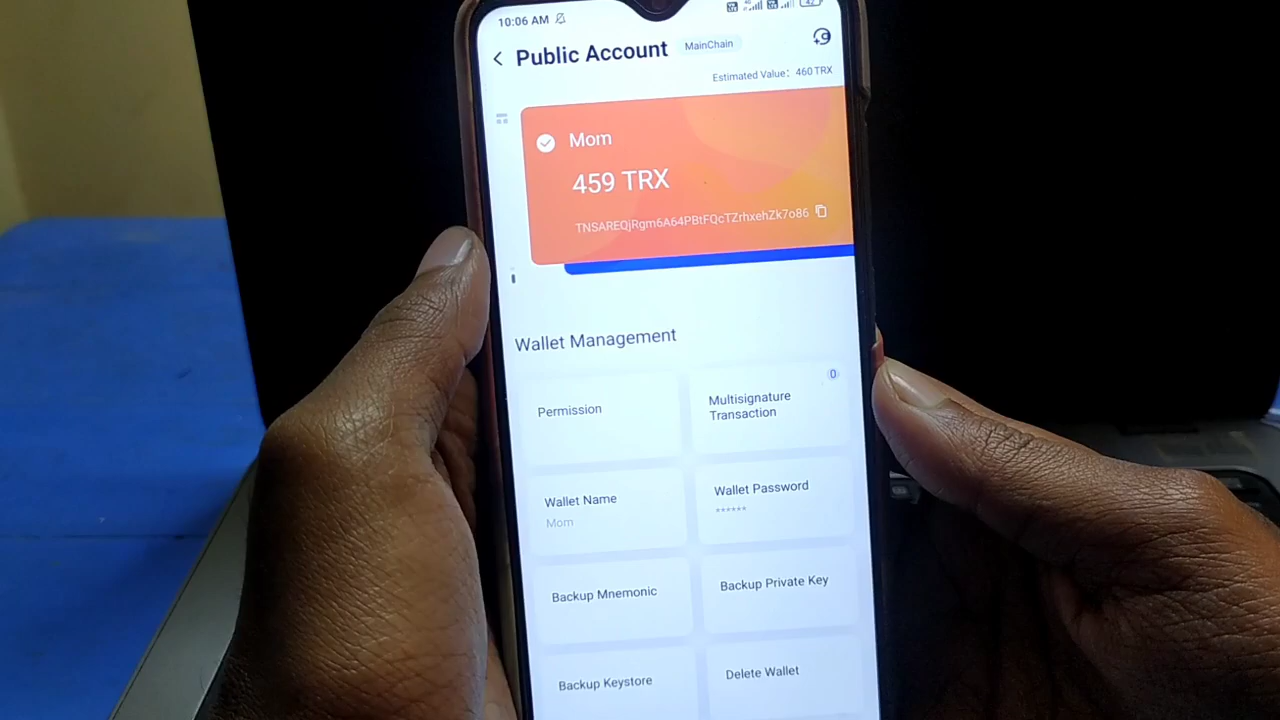 10:06 AM
Public Account MainChain
Estimated Value: 460 TRX
Mom
459 TRX
TNSAREQjRgm6A64PBtFQcTZrhxehZk7o86
Wallet Management
Permission
0
Multisignature
Transaction
Wallet Name
Mom
Wallet Password
******
Backup Mnemonic
Backup Private Key
Backup Keystore
Delete Wallet